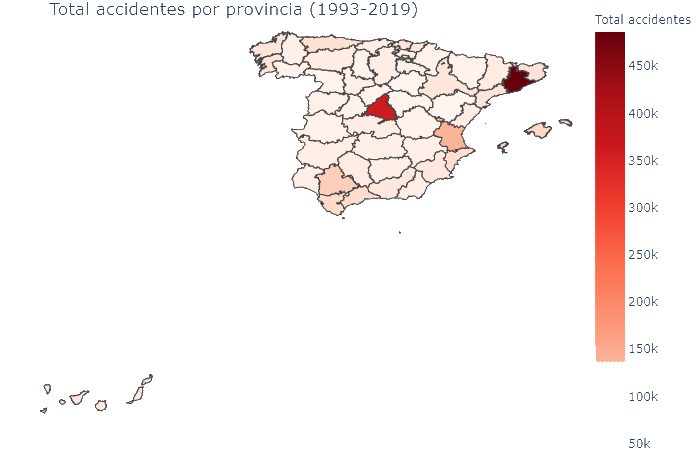 Total accidentes por provincia (1993-2019)
Total accidentes
450k
400k
350k
300k
250k
200k
150k
100k
50k